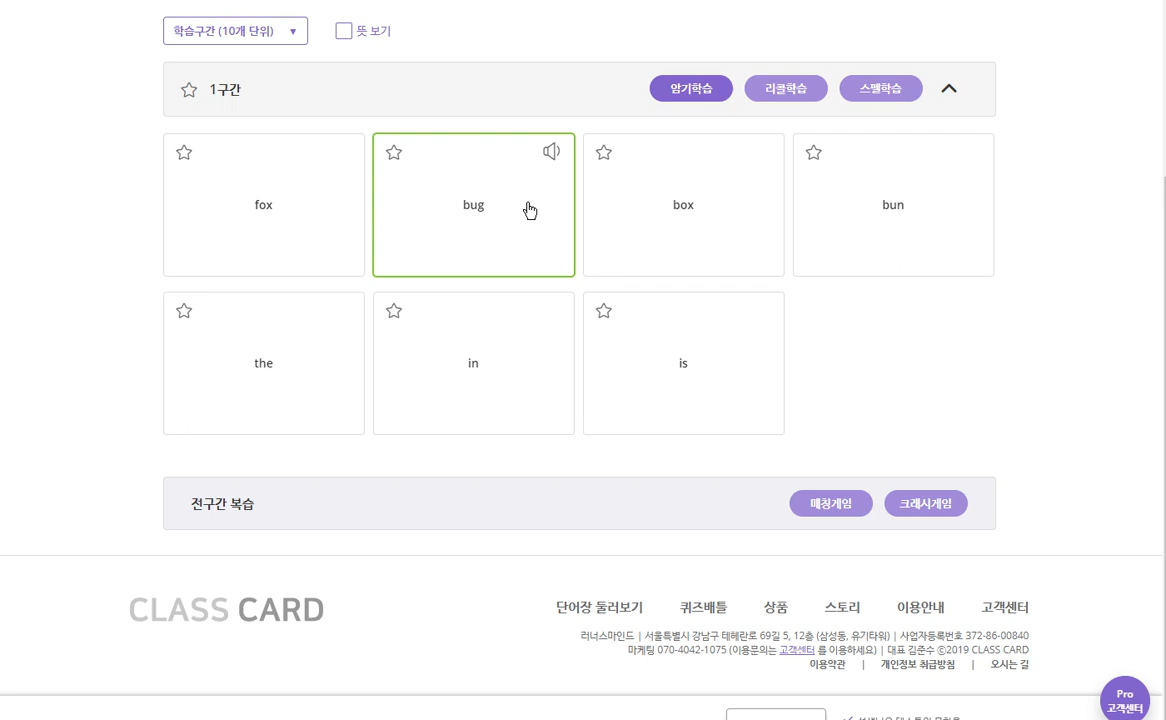 학습구간 (10개 단위) ▼ 뜻 보기
1구간 암기학습 리콜학습 스펠학습
fox bug box bun
the in is
전구간 복습 매칭게임 크래시게임
CLASS CARD
단어장 둘러보기 퀴즈배틀 상품 스토리 이용안내 고객센터
러너스마인드 | 서울특별시 강남구 테헤란로 69길 5, 12층 (삼성동, 유기타워) | 사업자등록번호 372-86-00840
마케팅 070-4042-1075 (이용문의는 고객센터 를 이용하세요) | 대표 김준수 ⓒ2019 CLASS CARD
이용약관 | 개인정보 취급방침 | 오시는 길
Pro
고객센터